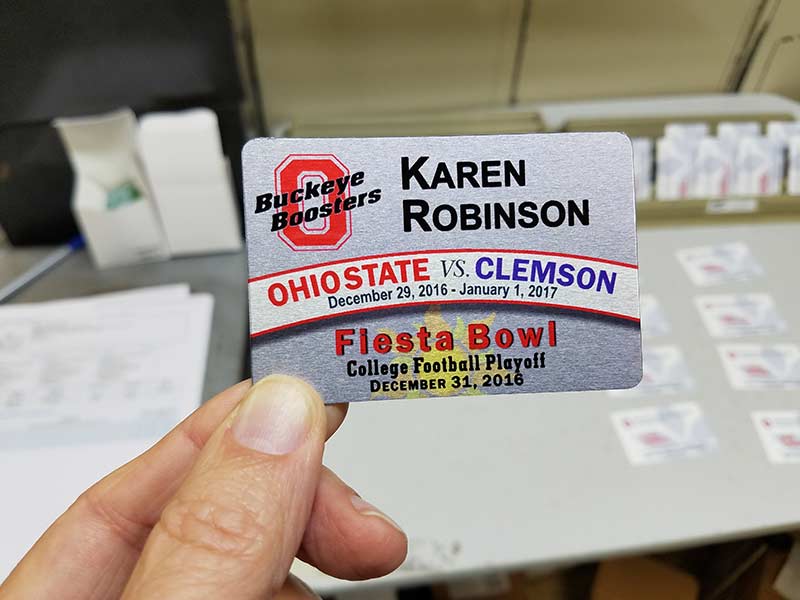 Buckeye
Boosters
KAREN
ROBINSON
OHIO STATE VS. CLEMSON
December 29, 2016 - January 1, 2017
Fiesta Bowl
College Football Playoff
DECEMBER 31, 2016